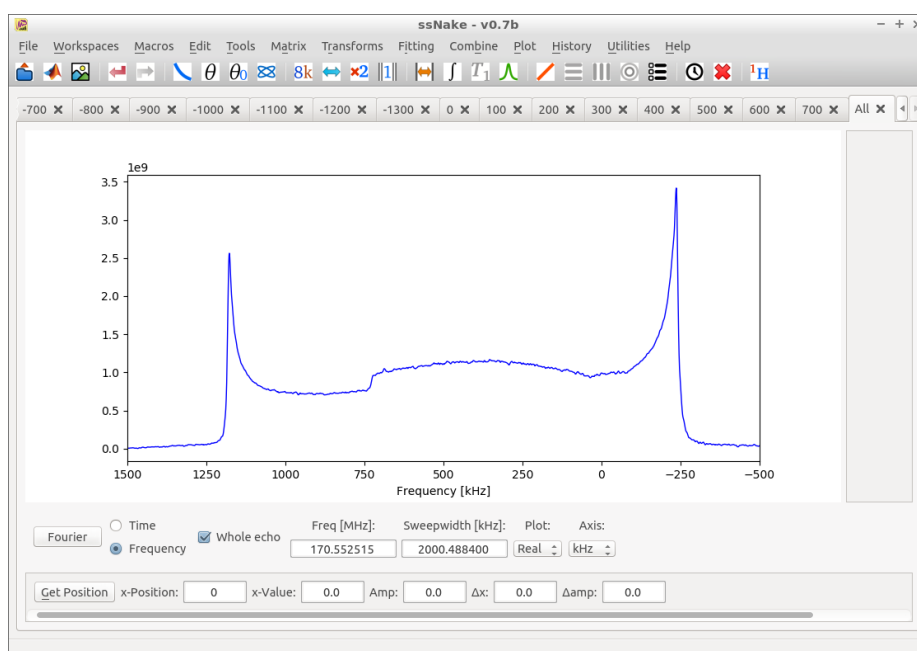 ssNake - v0.7b
File Workspaces Macros Edit Tools Matrix Transforms Fitting Combine Plot History Utilities Help
θ θ0 8k ×2 ||1|| ∫ T1 1H
-700 -800 -900 -1000 -1100 -1200 -1300 0 100 200 300 400 500 600 700 All
1e9
3.5
3.0
2.5
2.0
1.5
1.0
0.5
0.0
1500 1250 1000 750 500 250 0 −250 −500
Frequency [kHz]
Time
Freq [MHz]: Sweepwidth [kHz]: Plot: Axis:
Fourier
Whole echo
Frequency
170.552515 2000.488400 Real kHz
Get Position x-Position: 0 x-Value: 0.0 Amp: 0.0 Δx: 0.0 Δamp: 0.0